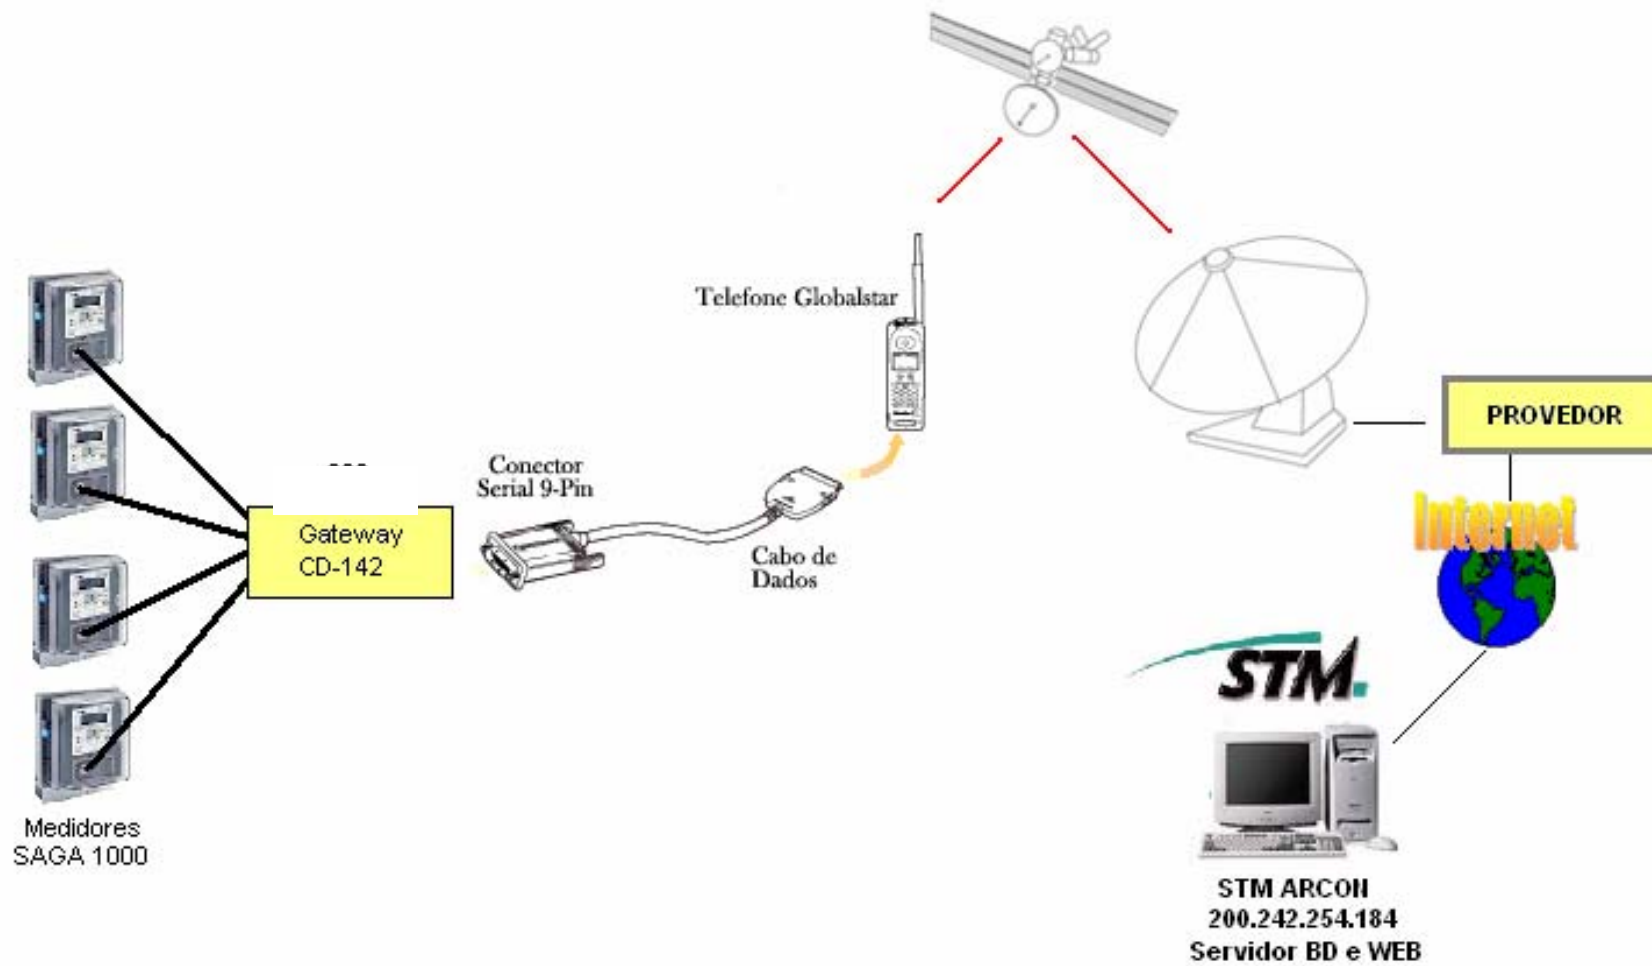 Telefone Globalstar
PROVEDOR
Conector
Serial 9-Pin
Gateway
CD-142
Internet
Cabo de
Dados
STM.
Medidores
SAGA 1000
STM ARCON
200.242.254.184
Servidor BD e WEB